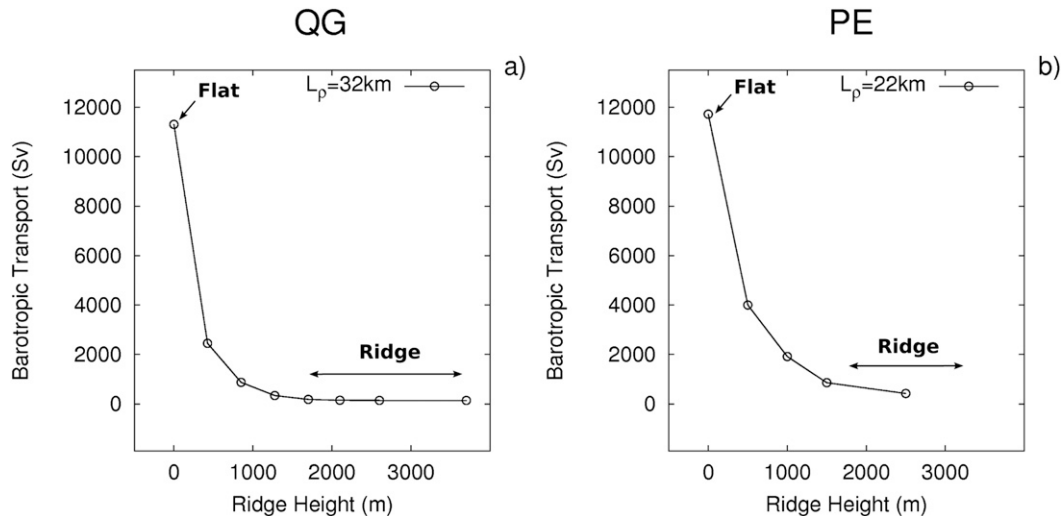 QG
a)
Flat
L_ρ=32km
12000
10000
8000
6000
4000
2000
0
Barotropic Transport (Sv)
Ridge
0 1000 2000 3000
Ridge Height (m)
PE
b)
Flat
L_ρ=22km
12000
10000
8000
6000
4000
2000
0
Barotropic Transport (Sv)
Ridge
0 1000 2000 3000
Ridge Height (m)